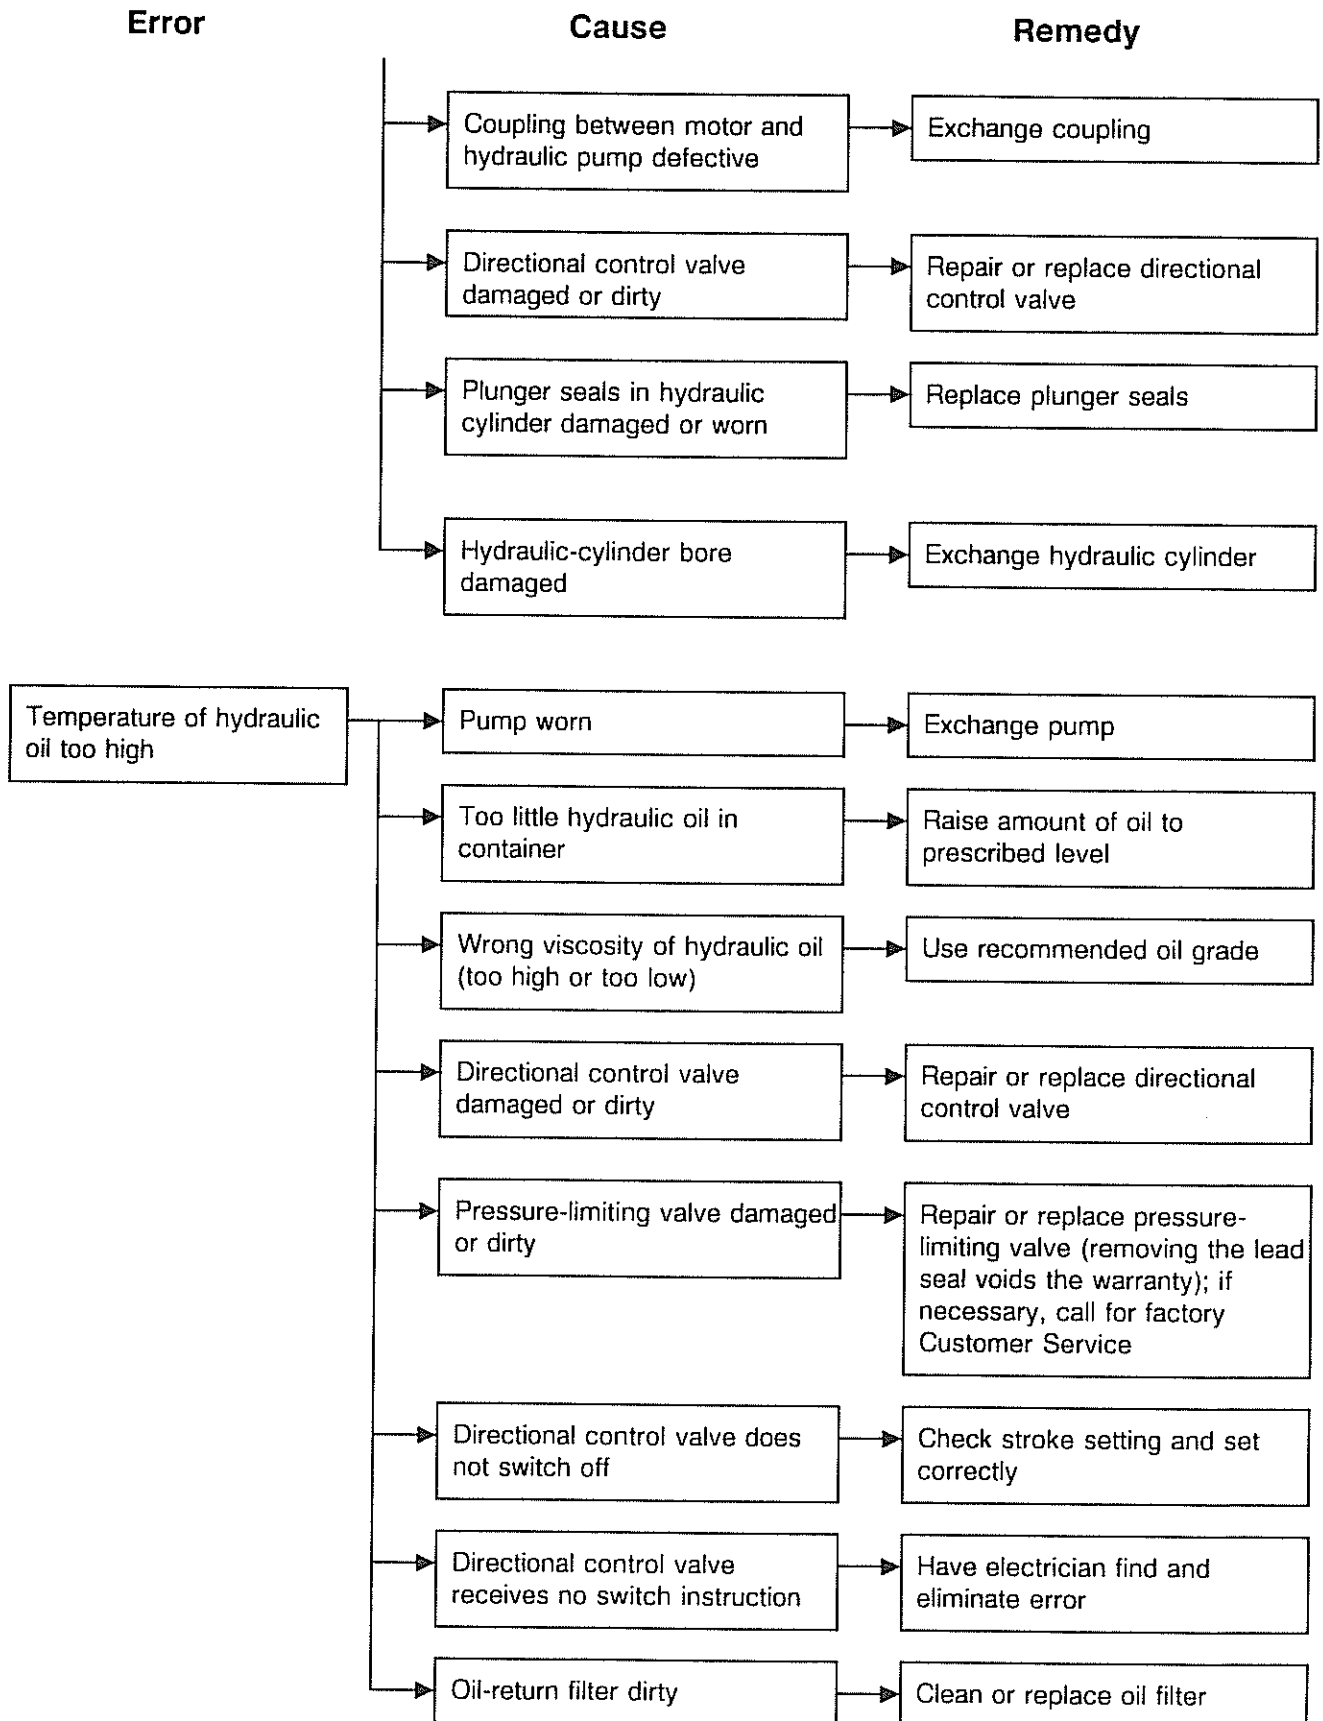 Error
Cause
Remedy
Coupling between motor and
hydraulic pump defective
Exchange coupling
Directional control valve
damaged or dirty
Repair or replace directional
control valve
Plunger seals in hydraulic
cylinder damaged or worn
Replace plunger seals
Hydraulic-cylinder bore
damaged
Exchange hydraulic cylinder
Temperature of hydraulic
oil too high
Pump worn
Exchange pump
Too little hydraulic oil in
container
Raise amount of oil to
prescribed level
Wrong viscosity of hydraulic oil
(too high or too low)
Use recommended oil grade
Directional control valve
damaged or dirty
Repair or replace directional
control valve
Pressure-limiting valve damaged
or dirty
Repair or replace pressure-
limiting valve (removing the lead
seal voids the warranty); if
necessary, call for factory
Customer Service
Directional control valve does
not switch off
Check stroke setting and set
correctly
Directional control valve
receives no switch instruction
Have electrician find and
eliminate error
Oil-return filter dirty
Clean or replace oil filter